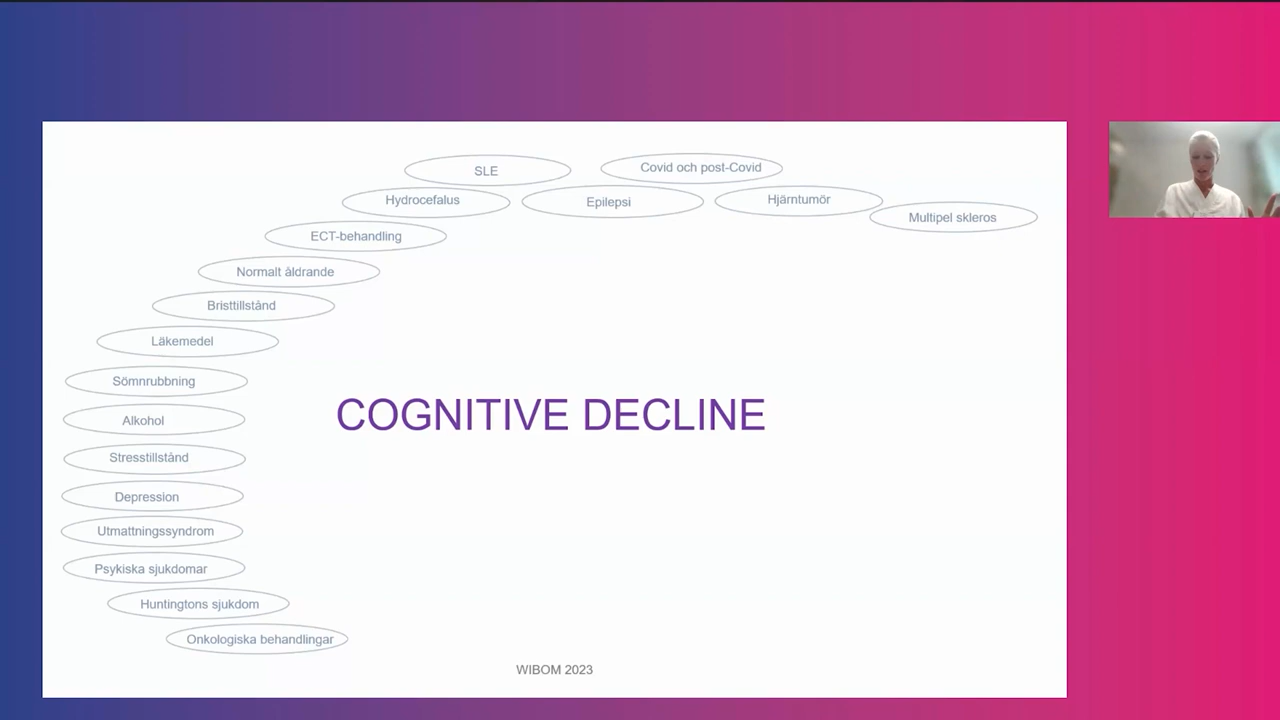 SLE
Covid och post-Covid
Hydrocefalus
Epilepsi
Hjärntumör
Multipel skleros
ECT-behandling
Normalt åldrande
Bristtillstånd
Läkemedel
Sömnrubbning
Alkohol
Stresstillstånd
Depression
Utmattningssyndrom
Psykiska sjukdomar
Huntingtons sjukdom
Onkologiska behandlingar
COGNITIVE DECLINE
WIBOM 2023